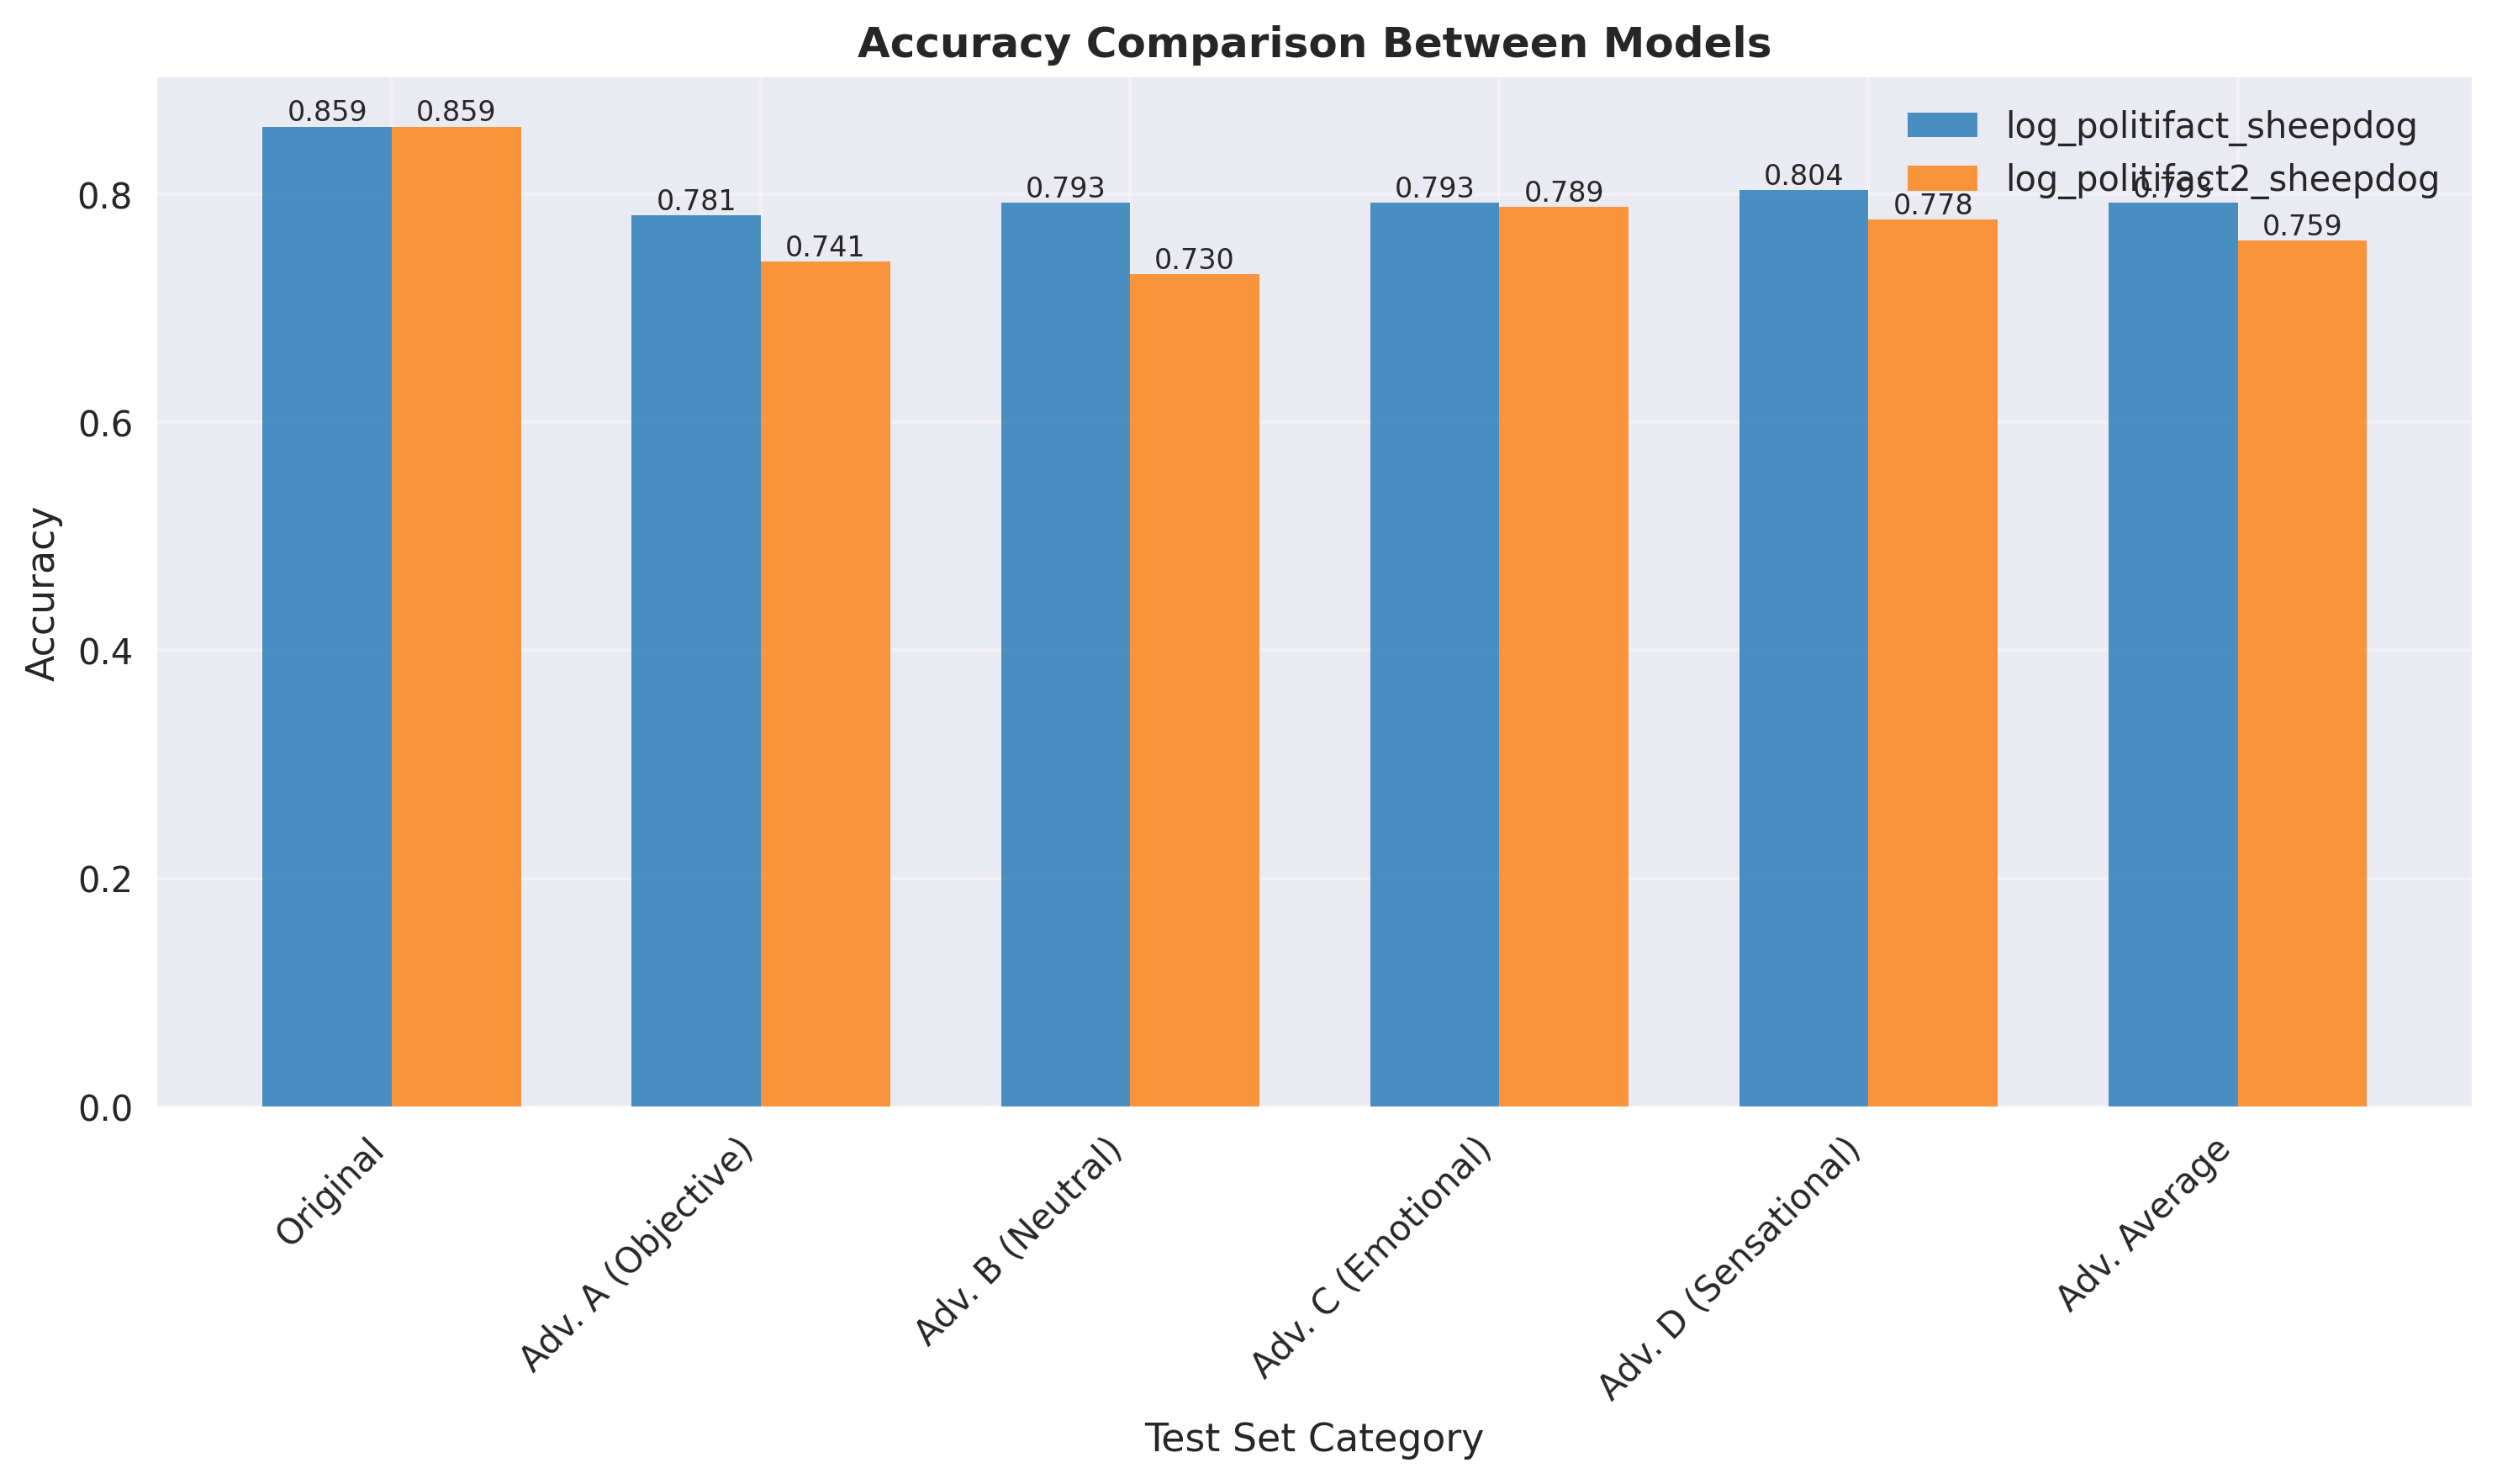 Accuracy Comparison Between Models
log_politifact_sheepdog
log_politifact2_sheepdog
0.859
0.859
0.781
0.741
0.793
0.730
0.793
0.789
0.804
0.778
0.793
0.759
Accuracy
0.8
0.6
0.4
0.2
0.0
Original
Adv. A (Objective)
Adv. B (Neutral)
Adv. C (Emotional)
Adv. D (Sensational)
Adv. Average
Test Set Category